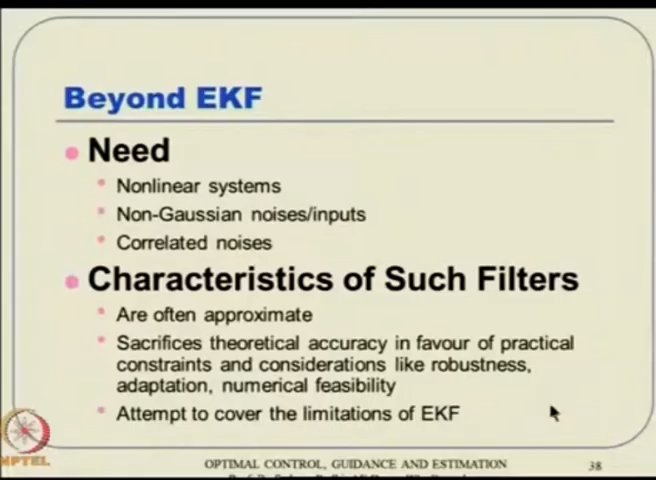 Beyond EKF
Need
Nonlinear systems
Non-Gaussian noises/inputs
Correlated noises
Characteristics of Such Filters
Are often approximate
Sacrifices theoretical accuracy in favour of practical
constraints and considerations like robustness,
adaptation, numerical feasibility
Attempt to cover the limitations of EKF
NPTEL
OPTIMAL CONTROL, GUIDANCE AND ESTIMATION
38